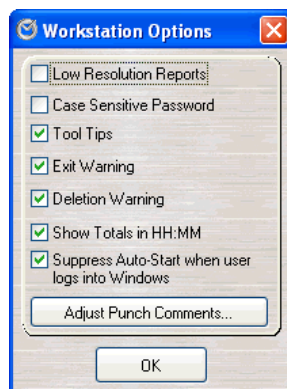 Workstation Options
Low Resolution Reports
Case Sensitive Password
Tool Tips
Exit Warning
Deletion Warning
Show Totals in HH:MM
Suppress Auto-Start when user
logs into Windows
Adjust Punch Comments...
OK